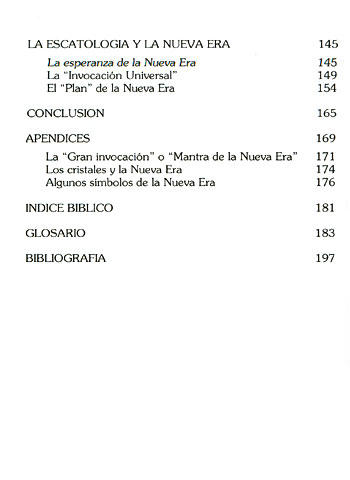 LA ESCATOLOGIA Y LA NUEVA ERA 145
La esperanza de la Nueva Era 145
La "Invocación Universal" 149
El "Plan" de la Nueva Era 154
CONCLUSION 165
APENDICES 169
La "Gran invocación" o "Mantra de la Nueva Era" 171
Los cristales y la Nueva Era 174
Algunos símbolos de la Nueva Era 176
INDICE BIBLICO 181
GLOSARIO 183
BIBLIOGRAFIA 197